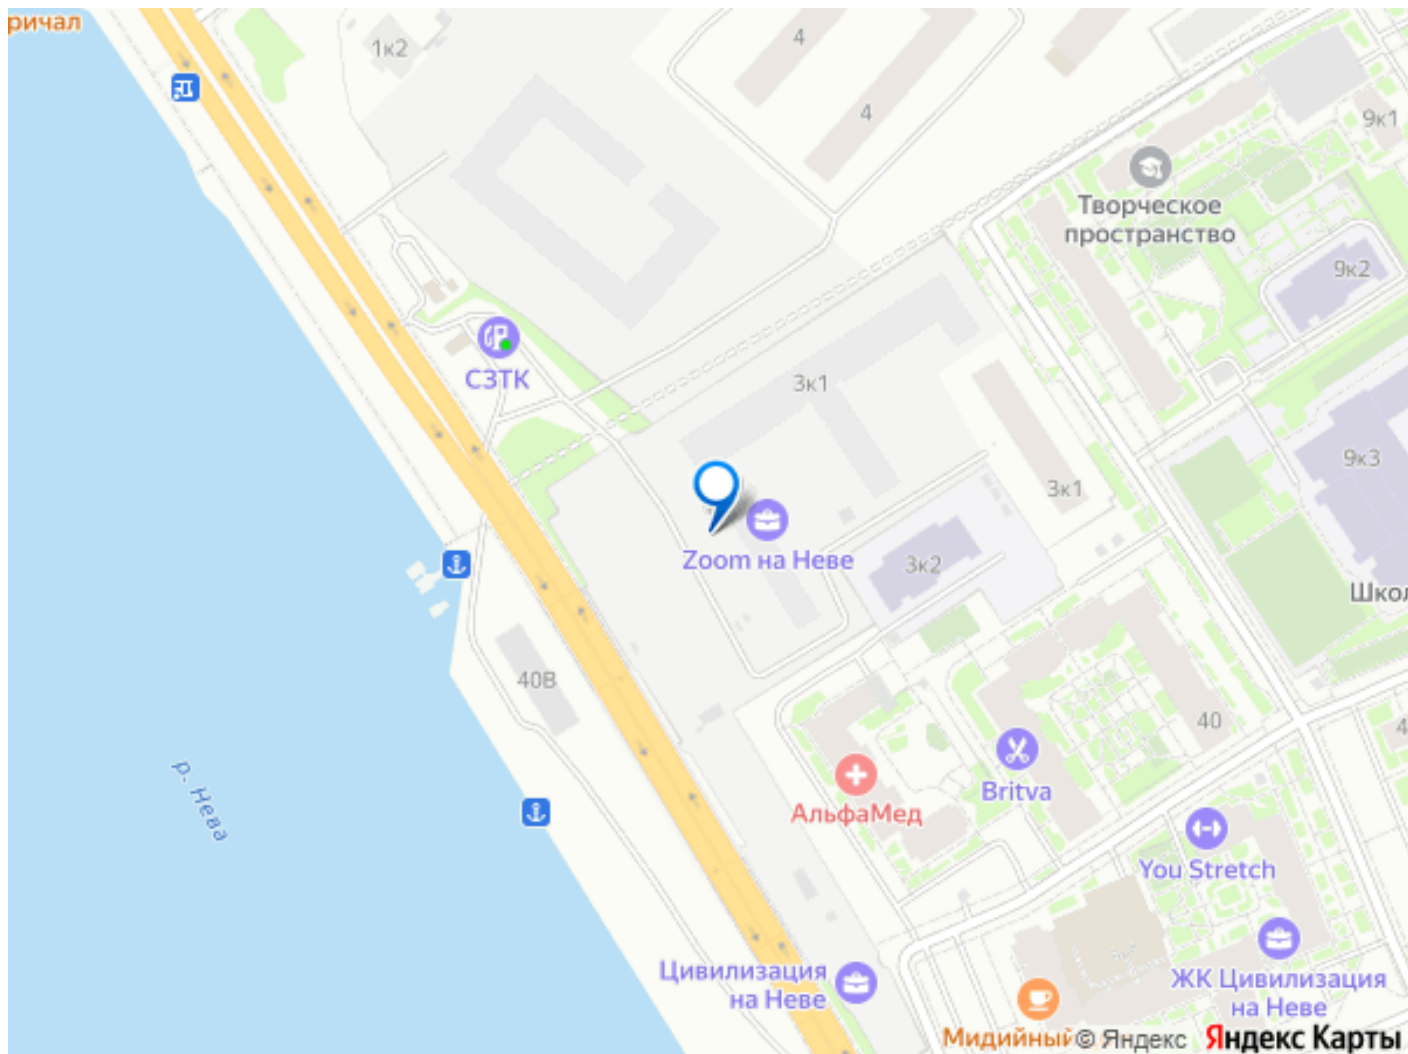 ричал
1к2
4
4
9к1
Творческое
пространство
9к2
СЗТК
3к1
9к3
3к1
Zoom на Неве
3к2
Школ
40В
40
4
р. Нева
Britva
АльфаМед
You Stretch
Цивилизация
на Неве
ЖК Цивилизация
на Неве
Мидийный
© Яндекс Яндекс Карты